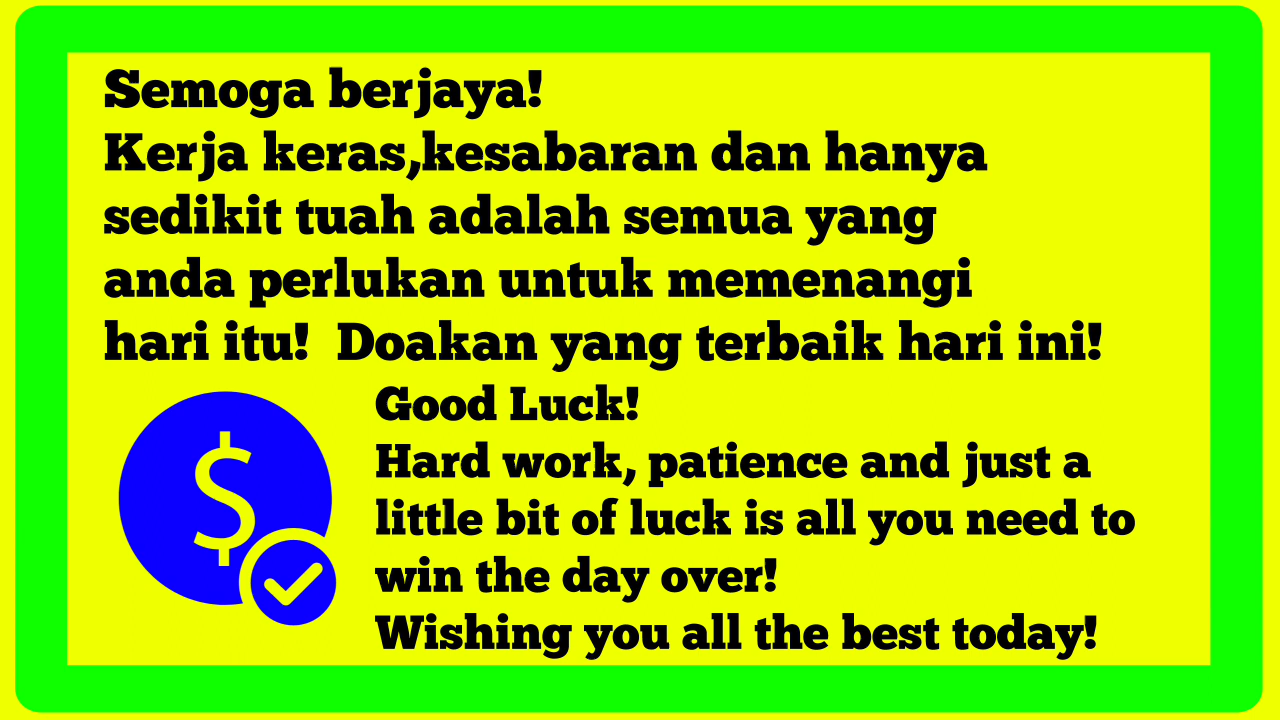 Semoga berjaya!
Kerja keras,kesabaran dan hanya
sedikit tuah adalah semua yang
anda perlukan untuk memenangi
hari itu!  Doakan yang terbaik hari ini!
Good Luck!
Hard work, patience and just a
little bit of luck is all you need to
win the day over!
Wishing you all the best today!
$